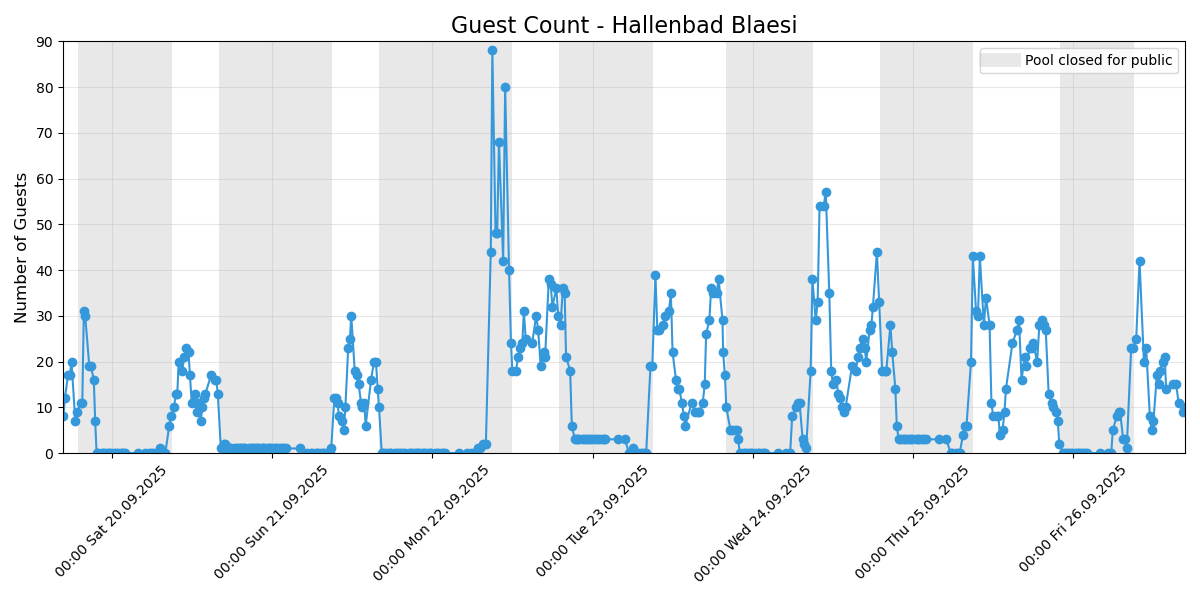 Guest Count - Hallenbad Blaesi
Pool closed for public
Number of Guests
90
80
70
60
50
40
30
20
10
0
00:00 Sat 20.09.2025
00:00 Sun 21.09.2025
00:00 Mon 22.09.2025
00:00 Tue 23.09.2025
00:00 Wed 24.09.2025
00:00 Thu 25.09.2025
00:00 Fri 26.09.2025